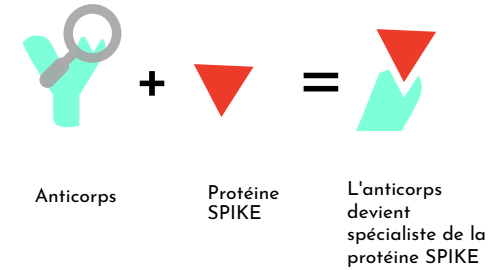 +
=
Anticorps
Protéine
SPIKE
L'anticorps
devient
spécialiste de la
protéine SPIKE